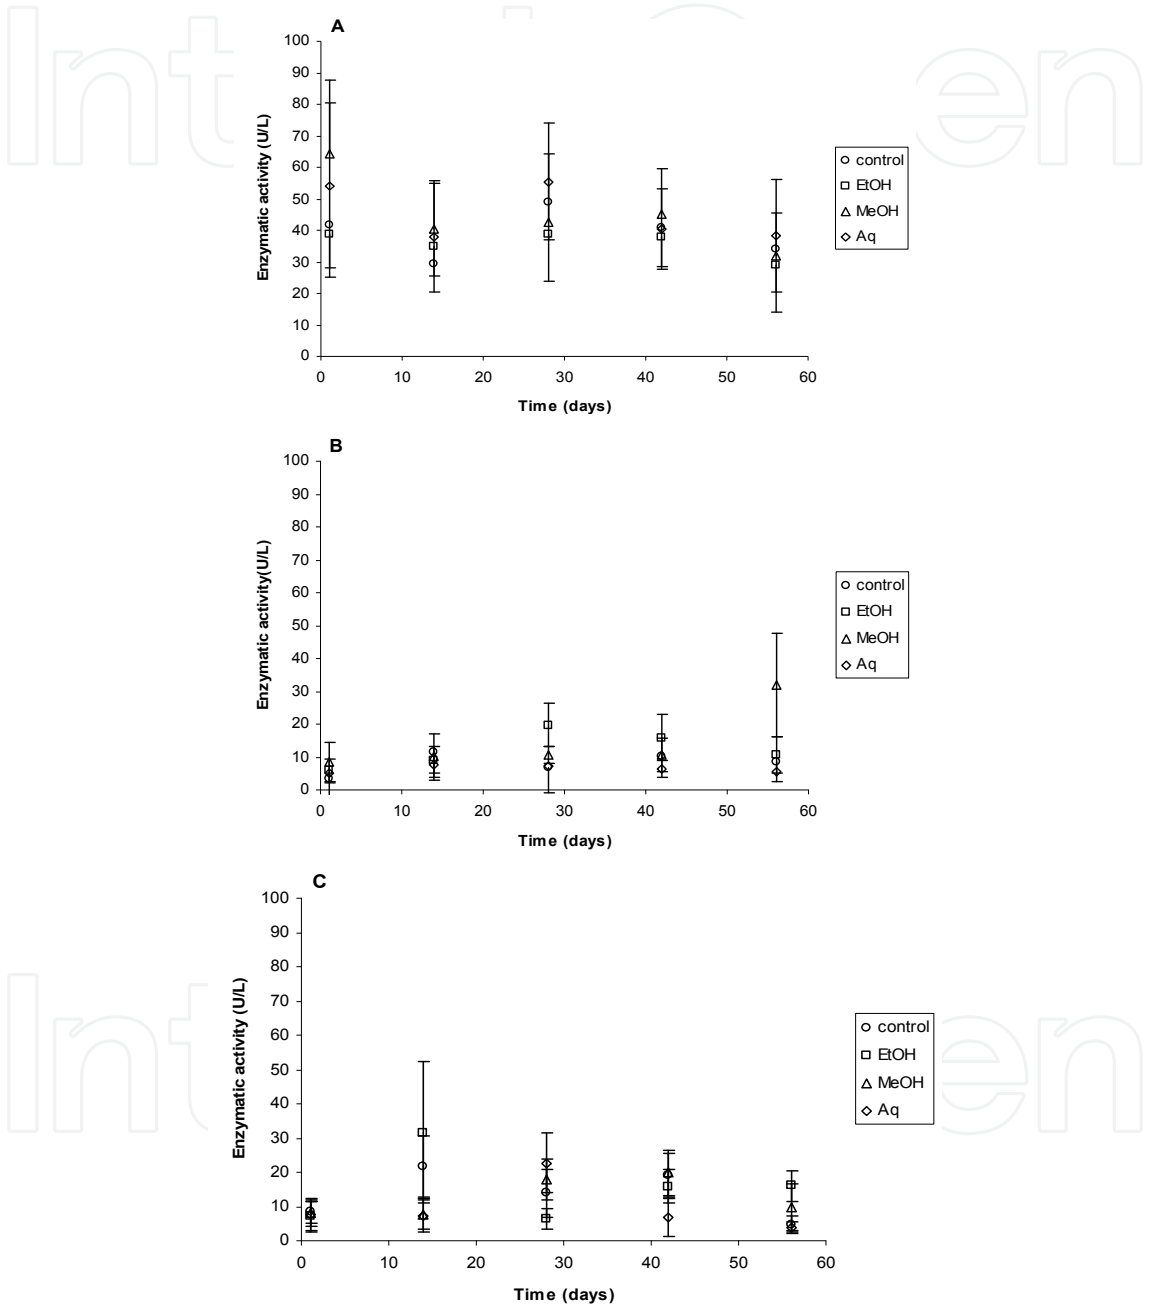 A
100
90
80
70
60
50
40
30
20
10
0
Enzymatic activity (U/L)
0 10 20 30 40 50 60
Time (days)
control
EtOH
MeOH
Aq
B
100
90
80
70
60
50
40
30
20
10
0
Enzymatic activity(U/L)
0 10 20 30 40 50 60
Time (days)
control
EtOH
MeOH
Aq
C
100
90
80
70
60
50
40
30
20
10
0
Enzymatic activity (U/L)
0 10 20 30 40 50 60
Time (days)
control
EtOH
MeOH
Aq